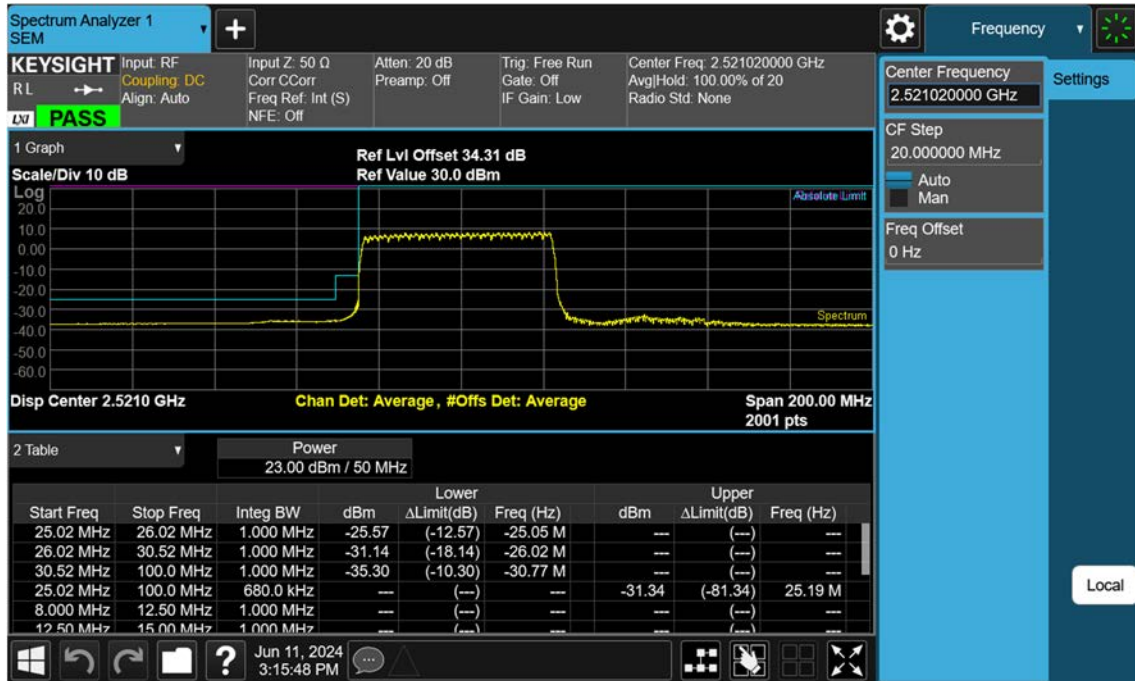 Spectrum Analyzer 1
SEM
+
Frequency
KEYSIGHT
R L
LXI
PASS
Input: RF
Coupling: DC
Align: Auto
Input Z: 50 Ω
Corr CCorr
Freq Ref: Int (S)
NFE: Off
Atten: 20 dB
Preamp: Off
Trig: Free Run
Gate: Off
IF Gain: Low
Center Freq: 2.521020000 GHz
Avg|Hold: 100.00% of 20
Radio Std: None
Center Frequency
2.521020000 GHz
Settings
CF Step
20.000000 MHz
Auto
Man
Freq Offset
0 Hz
1 Graph
Ref Lvl Offset 34.31 dB
Scale/Div 10 dB
Ref Value 30.0 dBm
Log
Absolute Limit
20.0
10.0
0.00
-10.0
-20.0
-30.0
Spectrum
-40.0
-50.0
-60.0
Disp Center 2.5210 GHz
Chan Det: Average, #Offs Det: Average
Span 200.00 MHz
2001 pts
2 Table
Power
23.00 dBm / 50 MHz
Lower Upper
Start Freq Stop Freq Integ BW dBm ΔLimit(dB) Freq (Hz) dBm ΔLimit(dB) Freq (Hz)
25.02 MHz 26.02 MHz 1.000 MHz -25.57 (-12.57) -25.05 M --- (---) ---
26.02 MHz 30.52 MHz 1.000 MHz -31.14 (-18.14) -26.02 M --- (---) ---
30.52 MHz 100.0 MHz 1.000 MHz -35.30 (-10.30) -30.77 M --- (---) ---
25.02 MHz 100.0 MHz 680.0 kHz --- (---) --- -31.34 (-81.34) 25.19 M
8.000 MHz 12.50 MHz 1.000 MHz --- (---) --- --- (---) ---
12.50 MHz 15.00 MHz 1.000 MHz --- (---) --- --- (---) ---
Local
?
Jun 11, 2024
3:15:48 PM